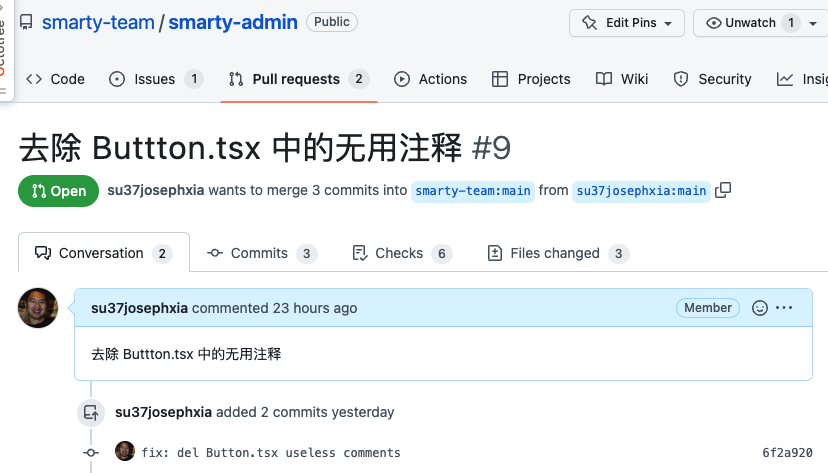 Octotree
smarty-team / smarty-admin Public Edit Pins Unwatch 1
Code Issues 1 Pull requests 2 Actions Projects Wiki Security Insig
去除 Buttton.tsx 中的无用注释 #9
Open su37josephxia wants to merge 3 commits into smarty-team:main from su37josephxia:main
Conversation 2 Commits 3 Checks 6 Files changed 3
su37josephxia commented 23 hours ago Member
去除 Buttton.tsx 中的无用注释
su37josephxia added 2 commits yesterday
fix: del Button.tsx useless comments 6f2a920